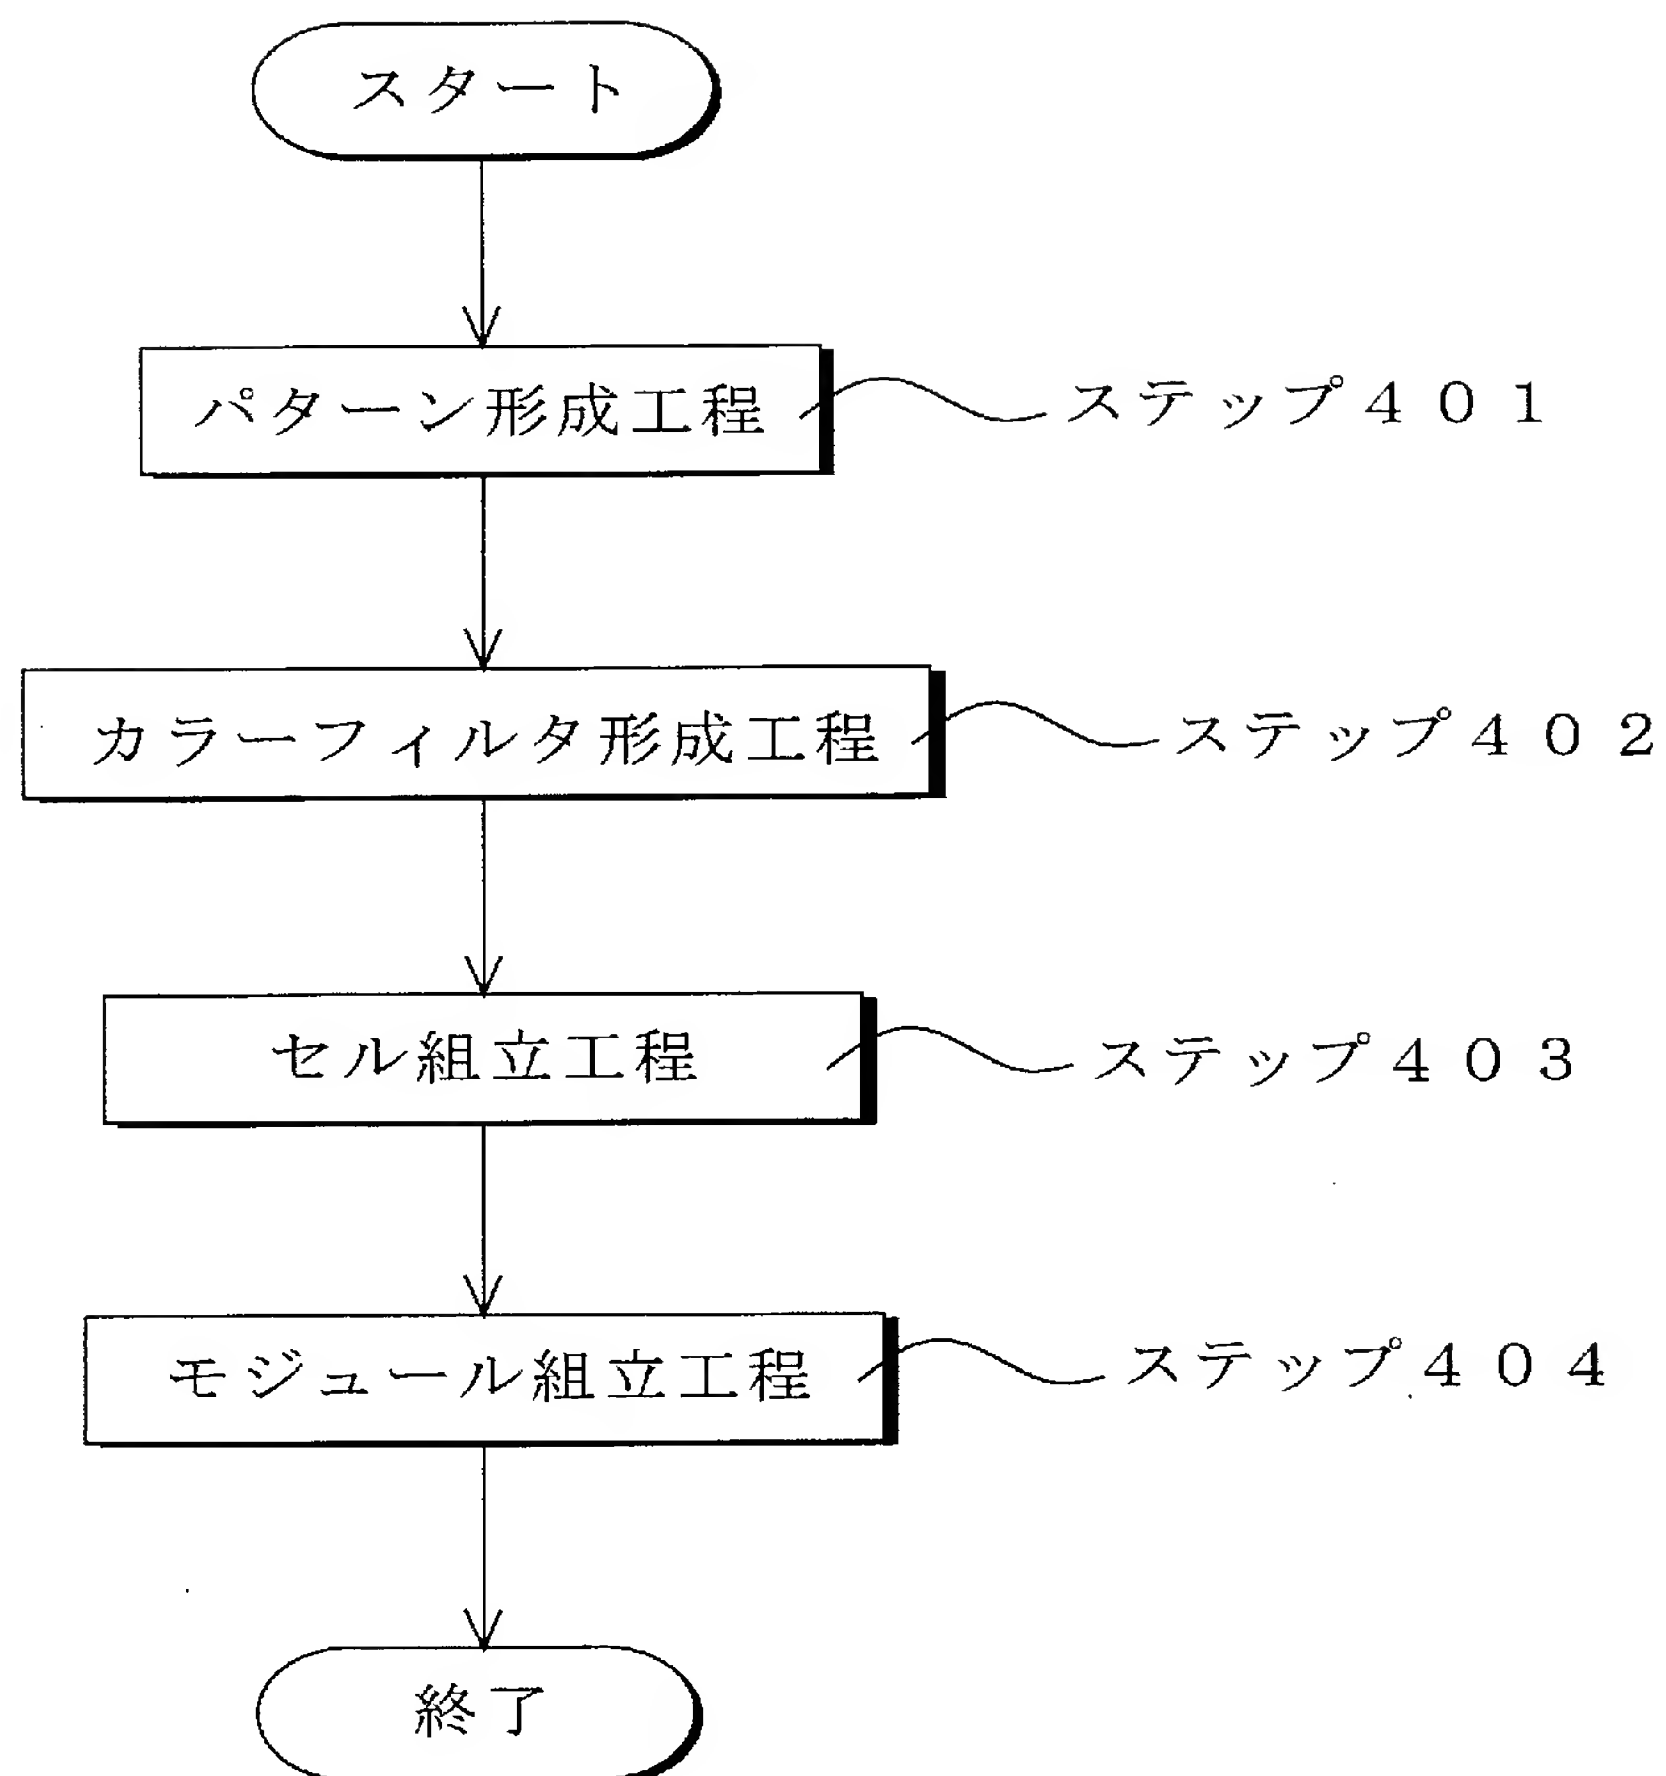 スタート
パターン形成工程
ステップ４０１
カラーフィルタ形成工程
ステップ４０２
セル組立工程
ステップ４０３
モジュール組立工程
ステップ４０４
終了